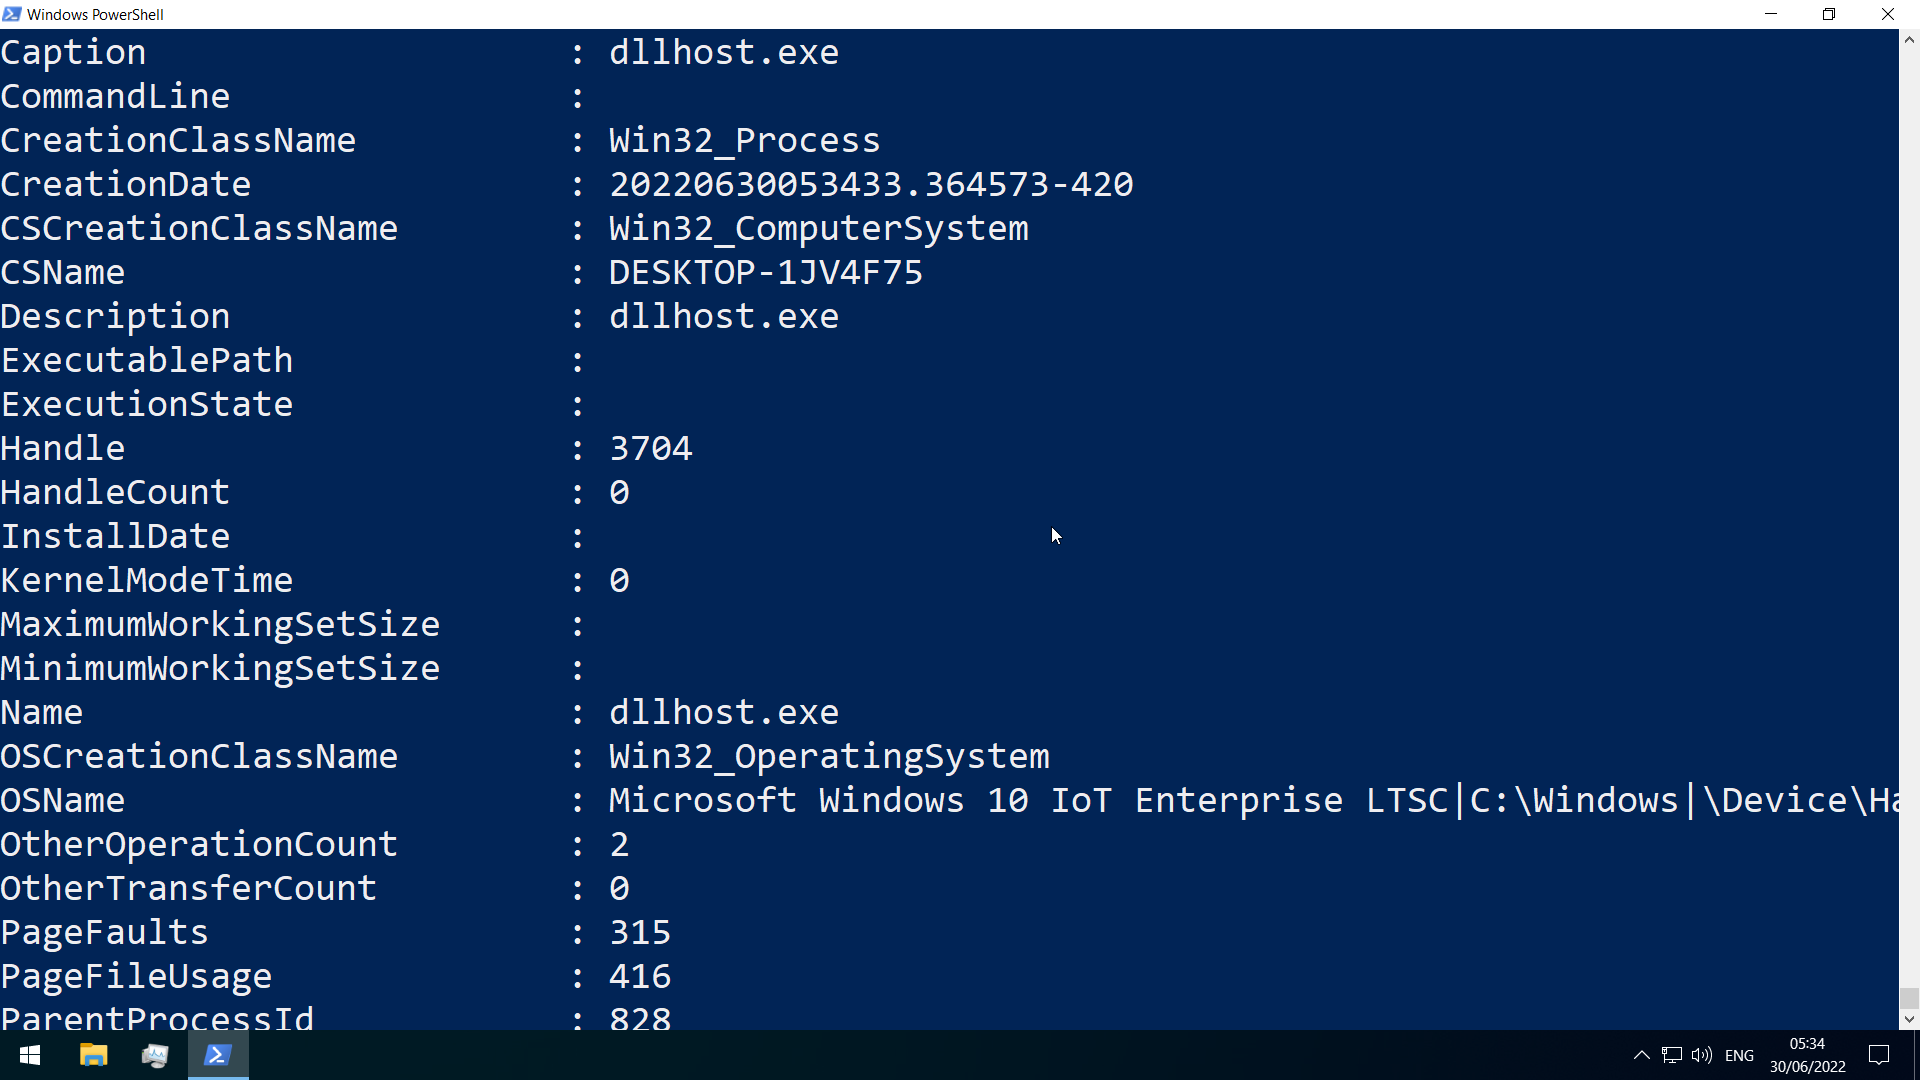 Windows PowerShell
Caption : dllhost.exe
CommandLine :
CreationClassName : Win32_Process
CreationDate : 20220630053433.364573-420
CSCreationClassName : Win32_ComputerSystem
CSName : DESKTOP-1JV4F75
Description : dllhost.exe
ExecutablePath :
ExecutionState :
Handle : 3704
HandleCount : 0
InstallDate :
KernelModeTime : 0
MaximumWorkingSetSize :
MinimumWorkingSetSize :
Name : dllhost.exe
OSCreationClassName : Win32_OperatingSystem
OSName : Microsoft Windows 10 IoT Enterprise LTSC|C:\Windows|\Device\Ha
OtherOperationCount : 2
OtherTransferCount : 0
PageFaults : 315
PageFileUsage : 416
ParentProcessId : 828
ENG
05:34
30/06/2022